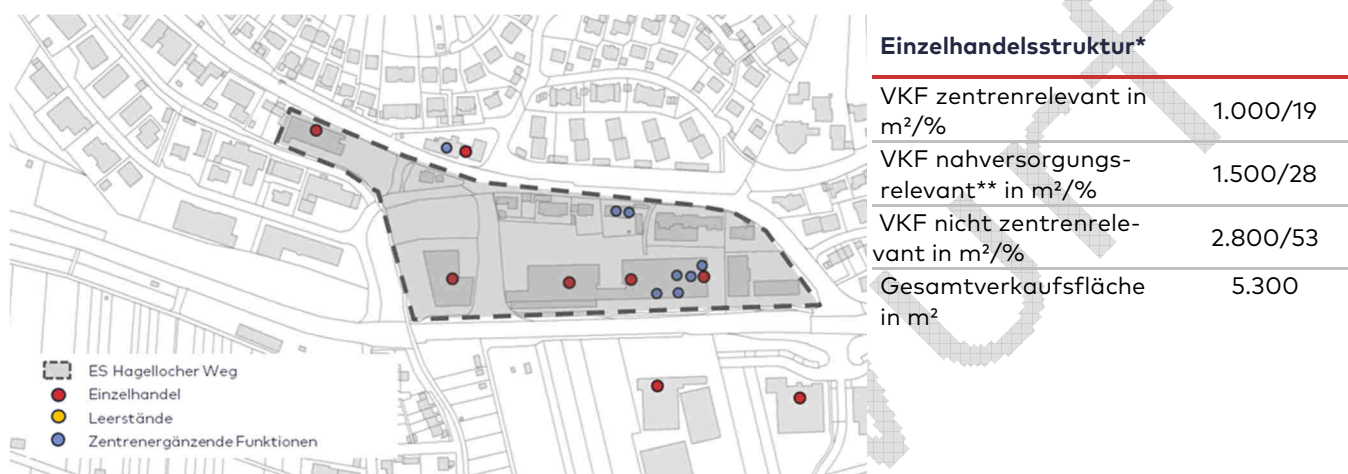 ES Hagellocher Weg
Einzelhandel
Leerstände
Zentrenergänzende Funktionen
Einzelhandelsstruktur*
VKF zentrenrelevant in
m²/%
1.000/19
VKF nahversorgungs-
relevant** in m²/%
1.500/28
VKF nicht zentrenrele-
vant in m²/%
2.800/53
Gesamtverkaufsfläche
in m²
5.300